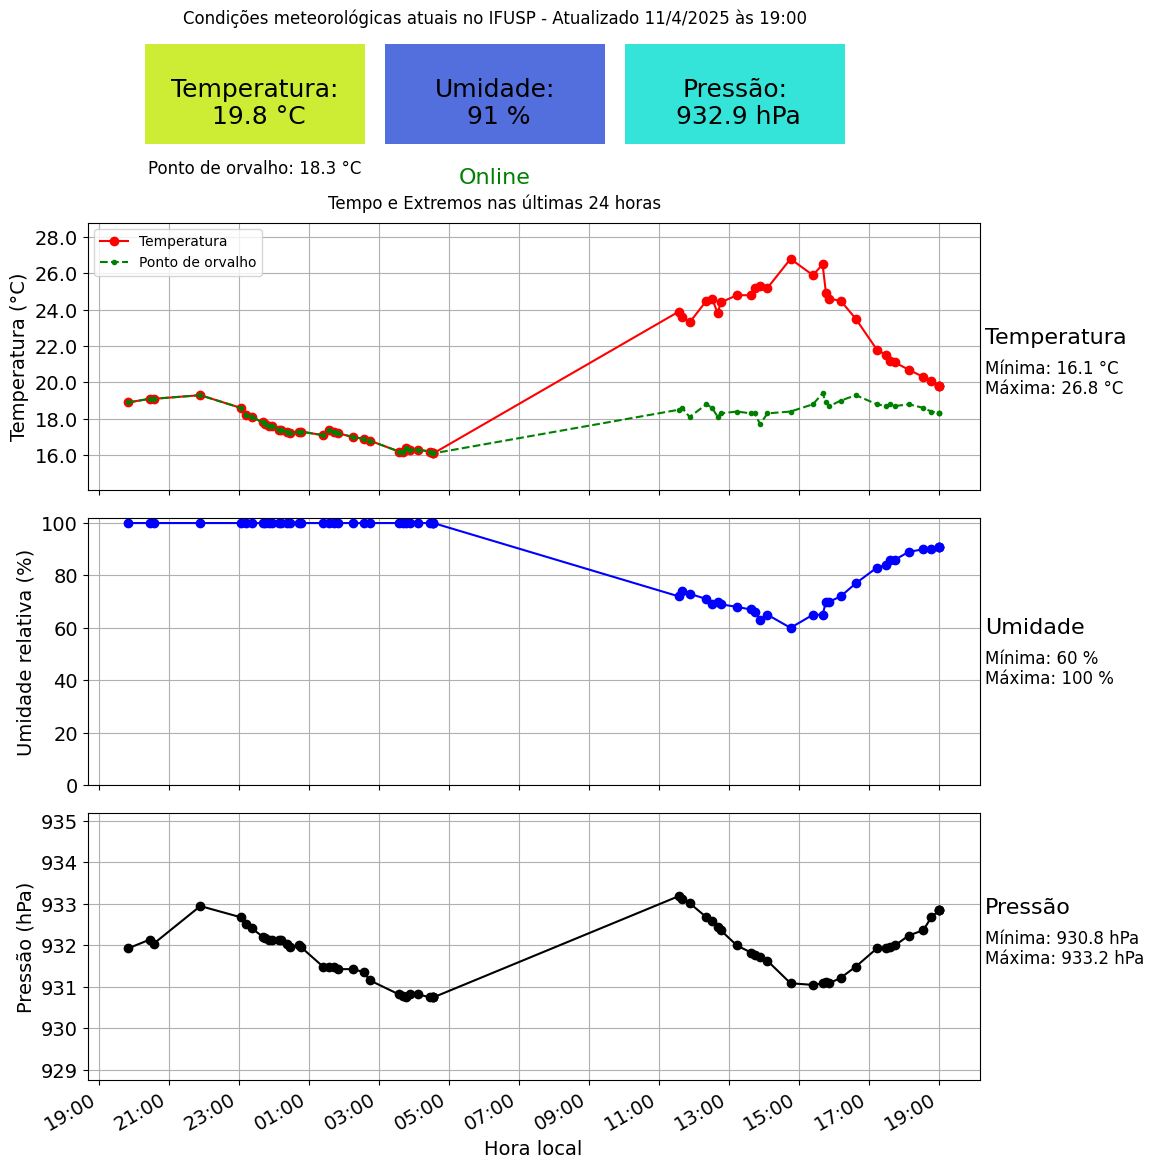 Condições meteorológicas atuais no IFUSP - Atualizado 11/4/2025 às 19:00
Temperatura:
19.8 °C
Umidade:
91 %
Pressão:
932.9 hPa
Ponto de orvalho: 18.3 °C
Online
Tempo e Extremos nas últimas 24 horas
Temperatura (°C)
28.0
26.0
24.0
22.0
20.0
18.0
16.0
Temperatura
Ponto de orvalho
Temperatura
Mínima: 16.1 °C
Máxima: 26.8 °C
Umidade relativa (%)
100
80
60
40
20
0
Umidade
Mínima: 60 %
Máxima: 100 %
Pressão (hPa)
935
934
933
932
931
930
929
Pressão
Mínima: 930.8 hPa
Máxima: 933.2 hPa
19:00
21:00
23:00
01:00
03:00
05:00
07:00
09:00
11:00
13:00
15:00
17:00
19:00
Hora local